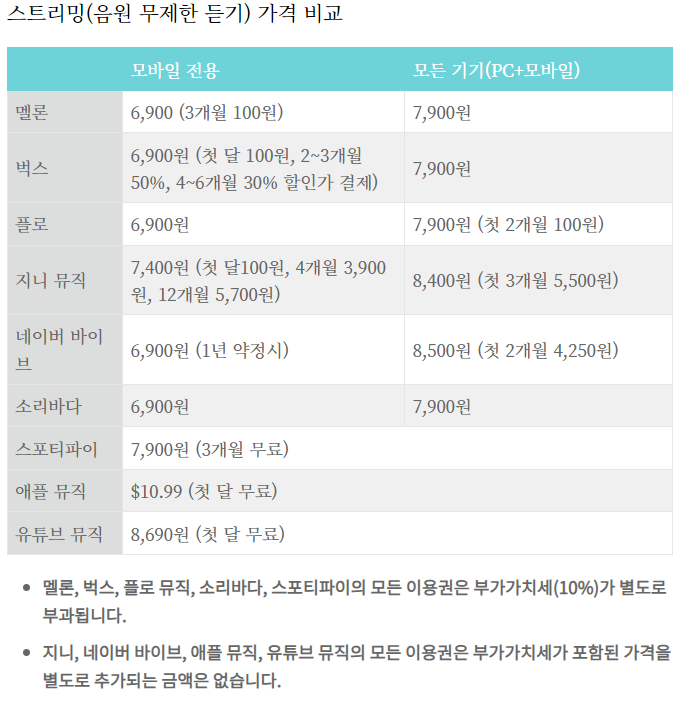 스트리밍(음원 무제한 듣기) 가격 비교
모바일 전용 모든 기기(PC+모바일)
멜론 6,900 (3개월 100원) 7,900원
벅스 6,900원 (첫 달 100원, 2~3개월
50%, 4~6개월 30% 할인가 결제) 7,900원
플로 6,900원 7,900원 (첫 2개월 100원)
지니 뮤직 7,400원 (첫 달100원, 4개월 3,900
원, 12개월 5,700원) 8,400원 (첫 3개월 5,500원)
네이버 바이
브 6,900원 (1년 약정시) 8,500원 (첫 2개월 4,250원)
소리바다 6,900원 7,900원
스포티파이 7,900원 (3개월 무료)
애플 뮤직 $10.99 (첫 달 무료)
유튜브 뮤직 8,690원 (첫 달 무료)
멜론, 벅스, 플로 뮤직, 소리바다, 스포티파이의 모든 이용권은 부가가치세(10%)가 별도로
부과됩니다.
지니, 네이버 바이브, 애플 뮤직, 유튜브 뮤직의 모든 이용권은 부가가치세가 포함된 가격을
별도로 추가되는 금액은 없습니다.